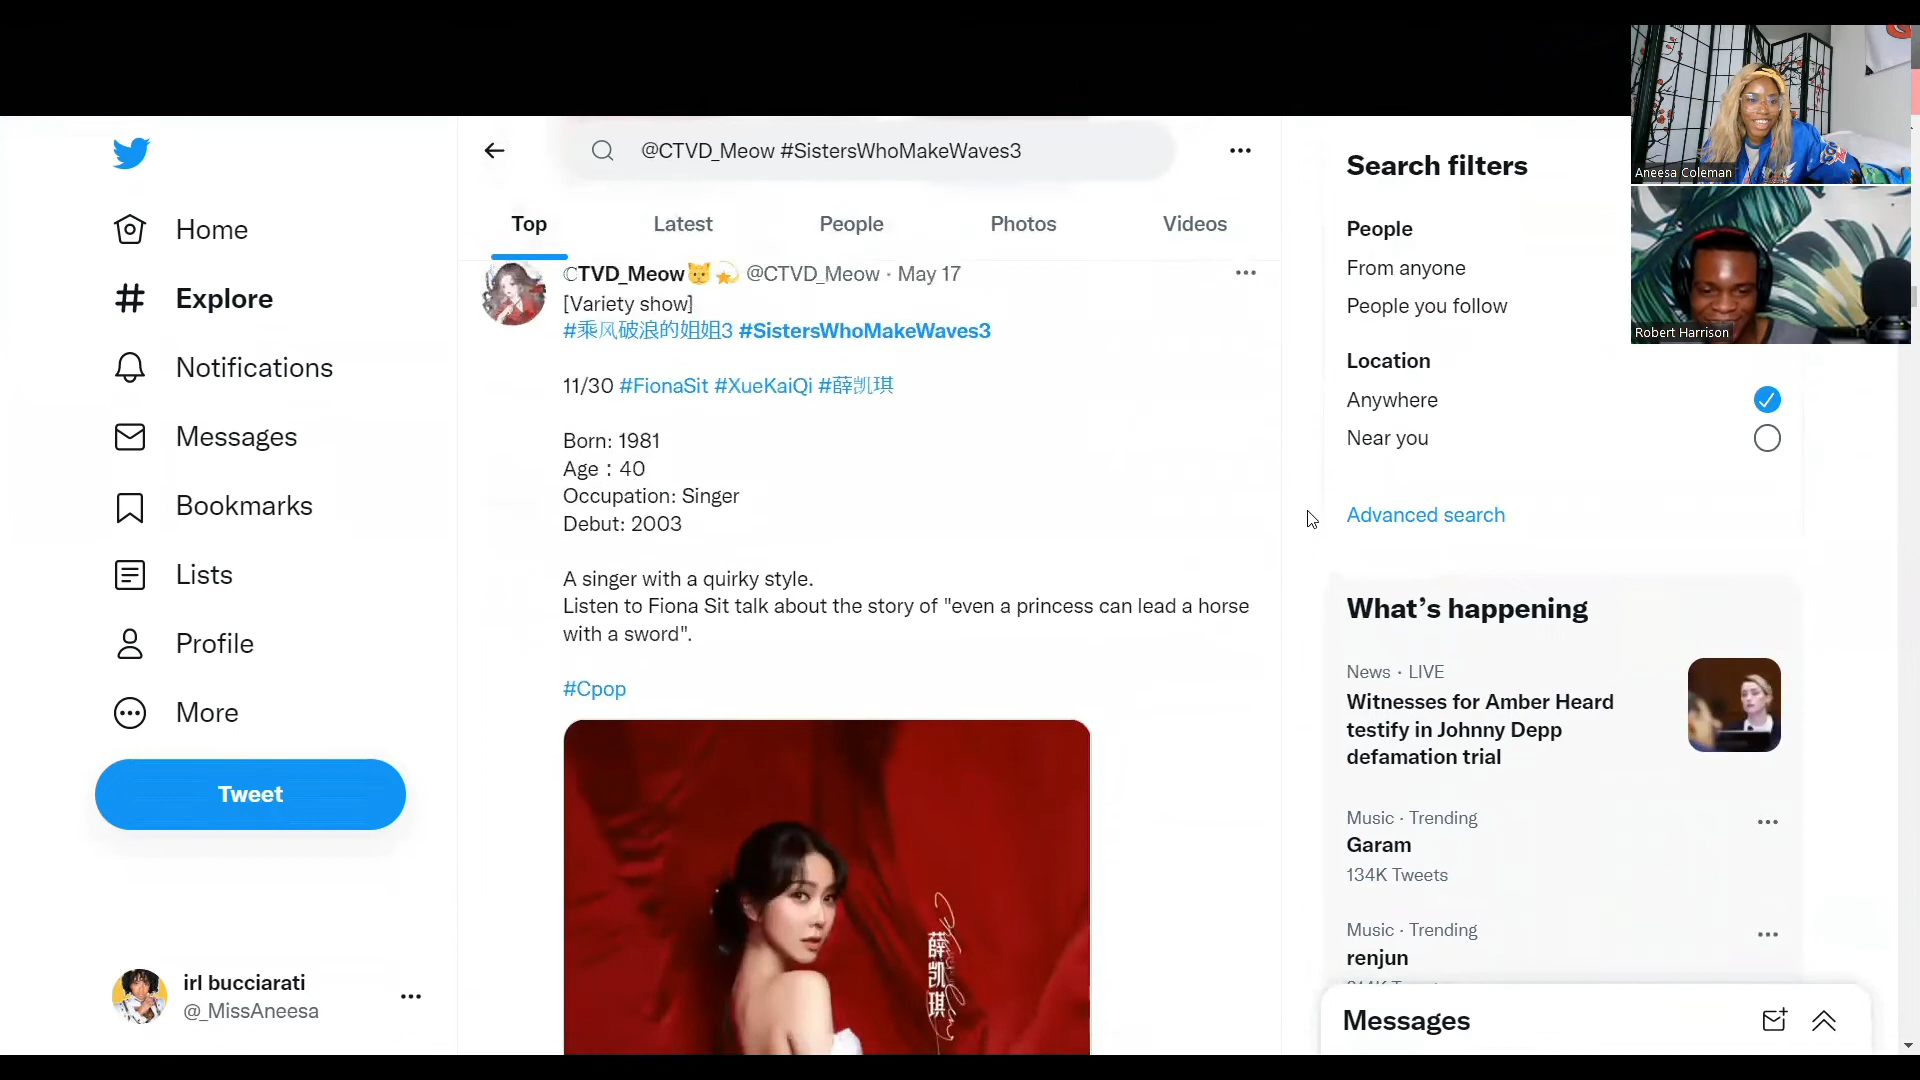 Home
Explore
Notifications
Messages
Bookmarks
Lists
Profile
More
Tweet
irl bucciarati
@_MissAneesa
@CTVD_Meow #SistersWhoMakeWaves3
Top
Latest
People
Photos
Videos
CTVD_Meow🐱💫 @CTVD_Meow · May 17
[Variety show]
#乘风破浪的姐姐3 #SistersWhoMakeWaves3
11/30 #FionaSit #XueKaiQi #薛凯琪
Born: 1981
Age : 40
Occupation: Singer
Debut: 2003
A singer with a quirky style.
Listen to Fiona Sit talk about the story of "even a princess can lead a horse
with a sword".
#Cpop
薛凯琪
Search filters
People
From anyone
People you follow
Location
Anywhere
Near you
Advanced search
What's happening
News · LIVE
Witnesses for Amber Heard
testify in Johnny Depp
defamation trial
Music · Trending
Garam
134K Tweets
Music · Trending
renjun
Messages
Aneesa Coleman
Robert Harrison